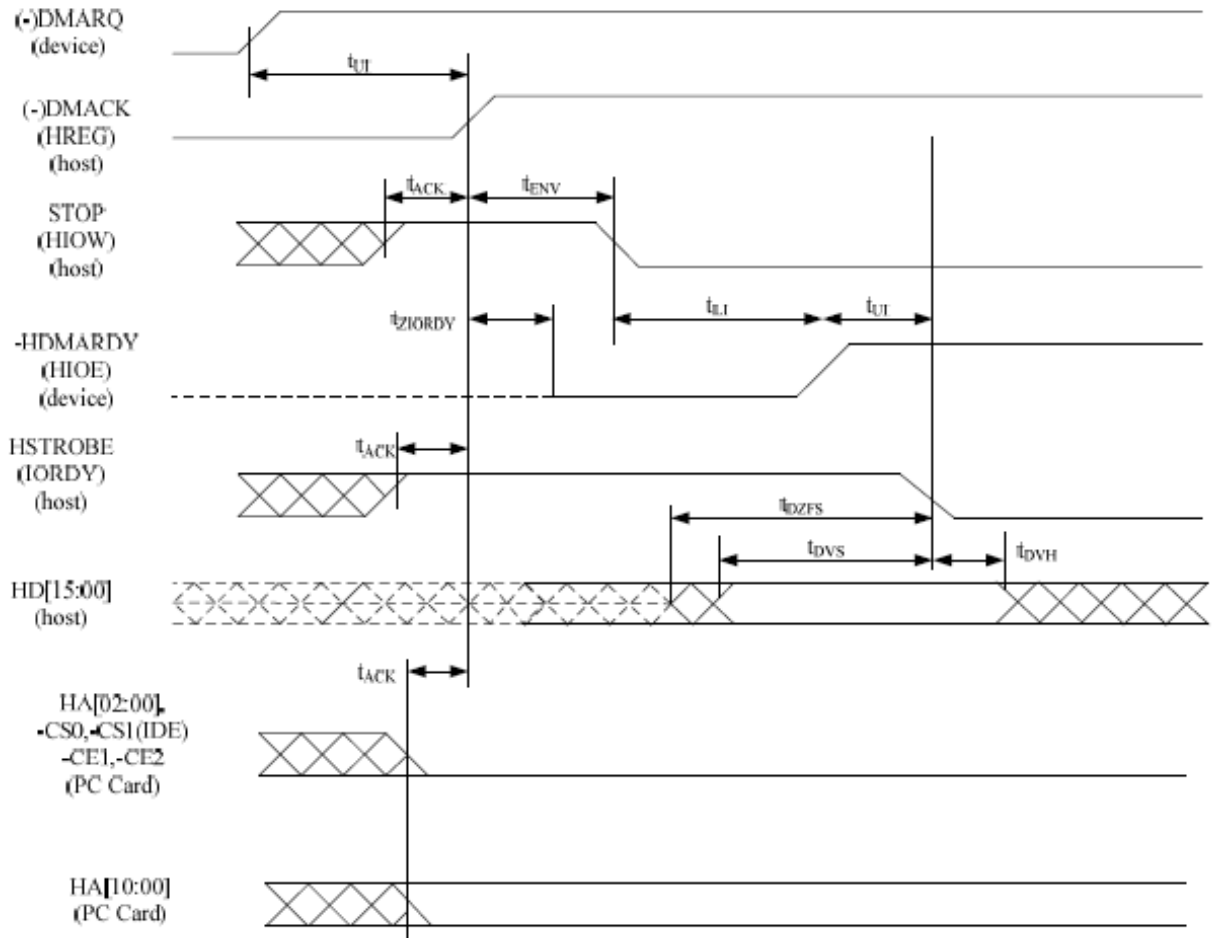 (-)DMARQ
(device)
tUI
(-)DMACK
(HREG)
(host)
tACK
tENV
STOP
(HIOW)
(host)
tZIORDY
tLI
tUI
-HDMARDY
(HIOE)
(device)
HSTROBE
(IORDY)
(host)
tACK
tDZFS
tDVS
tDVH
HD[15:00]
(host)
tACK
HA[02:00],
-CS0,-CS1(IDE)
-CE1,-CE2
(PC Card)
HA[10:00]
(PC Card)